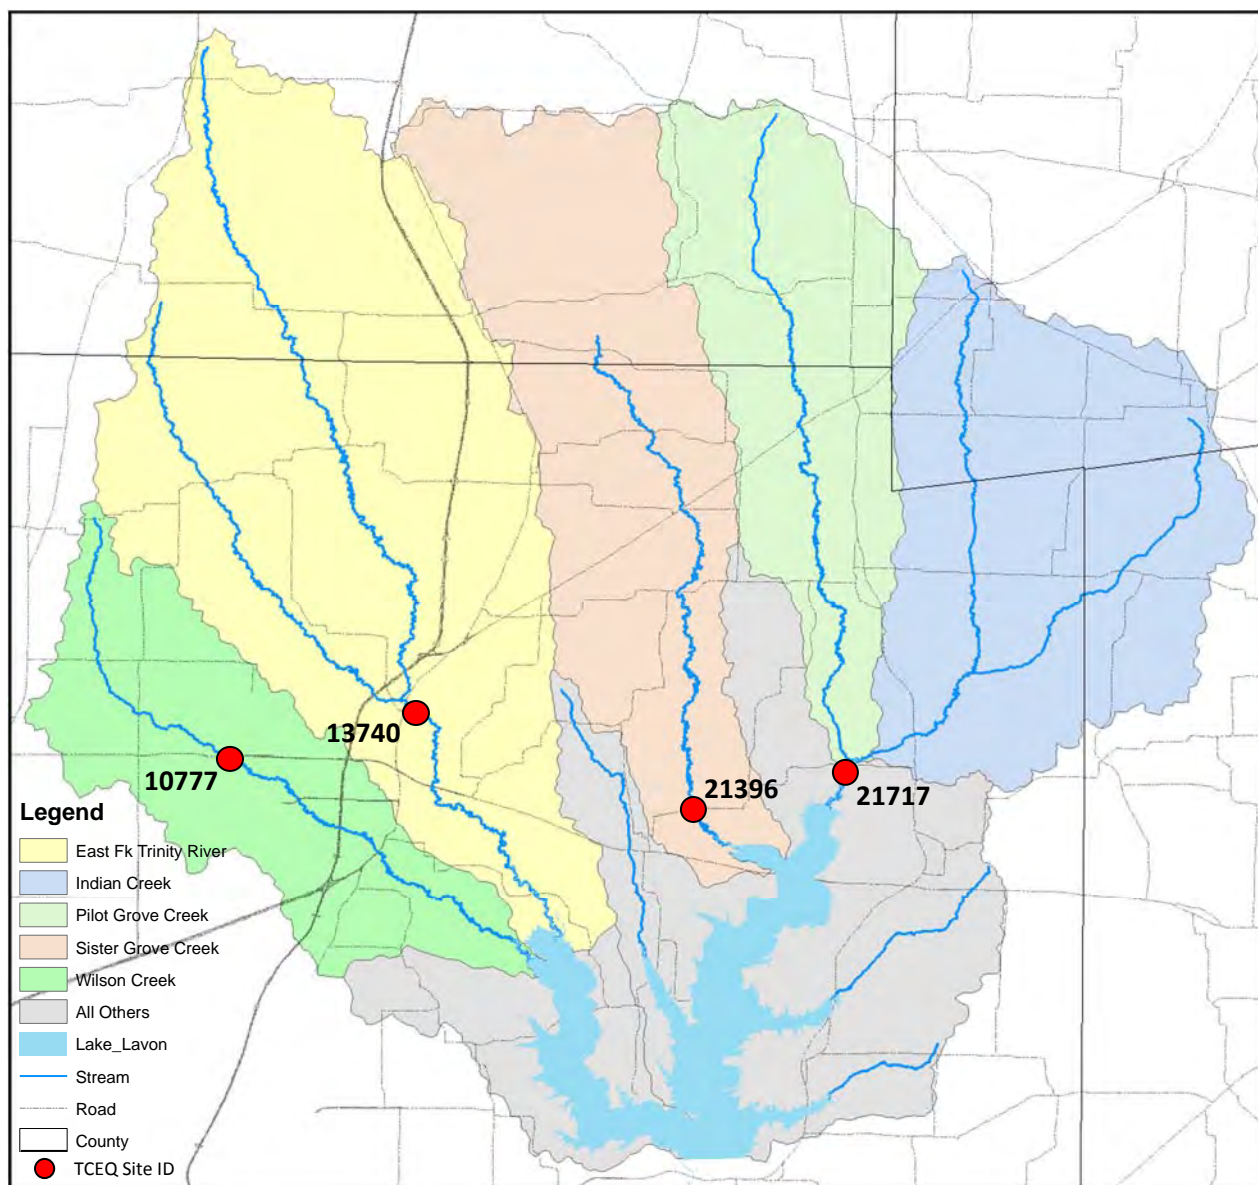 13740
10777
21396
21717
Legend
East Fk Trinity River
Indian Creek
Pilot Grove Creek
Sister Grove Creek
Wilson Creek
All Others
Lake_Lavon
Stream
Road
County
TCEQ Site ID